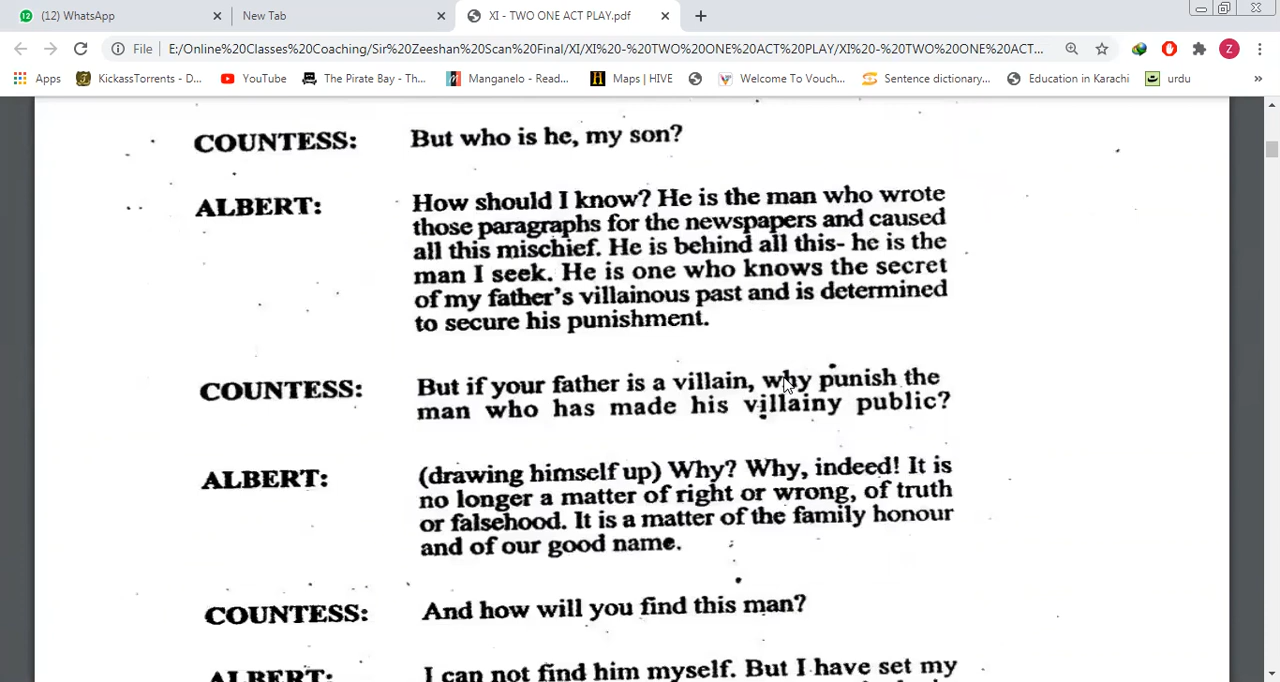 (12) WhatsApp
New Tab
XI - TWO ONE ACT PLAY.pdf
File
E:/Online%20Classes%20Coaching/Sir%20Zeeshan%20Scan%20Final/XI/XI%20-%20TWO%20ONE%20ACT%20PLAY/XI%20-%20TWO%20ONE%20ACT...
Z
Apps
KickassTorrents - D...
YouTube
The Pirate Bay - Th...
Manganelo - Read...
Maps | HIVE
Welcome To Vouch...
Sentence dictionary...
Education in Karachi
urdu
»
COUNTESS: But who is he, my son?
ALBERT: How should I know? He is the man who wrote
those paragraphs for the newspapers and caused
all this mischief. He is behind all this- he is the
man I seek. He is one who knows the secret
of my father's villainous past and is determined
to secure his punishment.
COUNTESS: But if your father is a villain, why punish the
man who has made his villainy public?
ALBERT: (drawing himself up) Why? Why, indeed! It is
no longer a matter of right or wrong, of truth
or falsehood. It is a matter of the family honour
and of our good name.
COUNTESS: And how will you find this man?
ALBERT: I can not find him myself. But I have set my